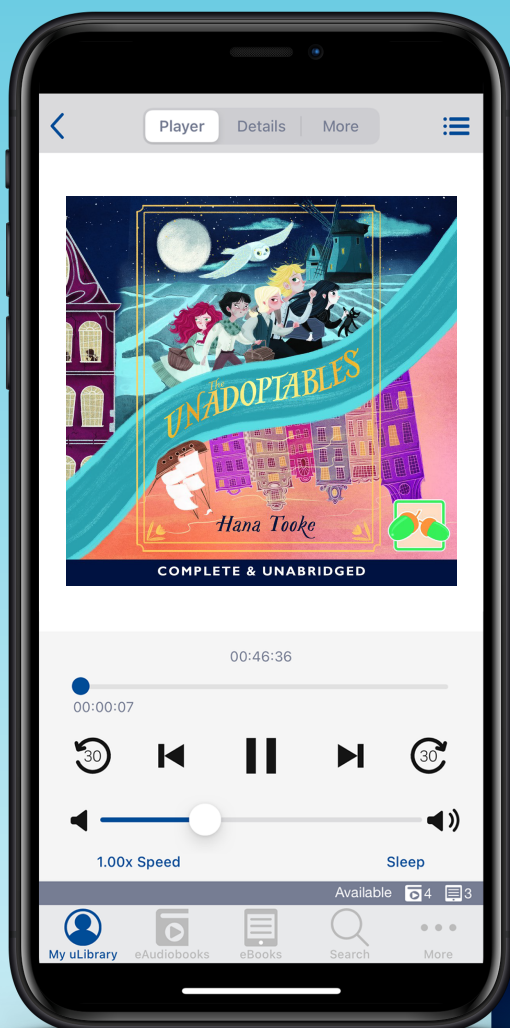 Player Details More
The
UNADOPTABLES
Hana Tooke
COMPLETE & UNABRIDGED
00:46:36
00:00:07
30 30
1.00x Speed Sleep
Available 4 3
My uLibrary eAudiobooks eBooks Search More